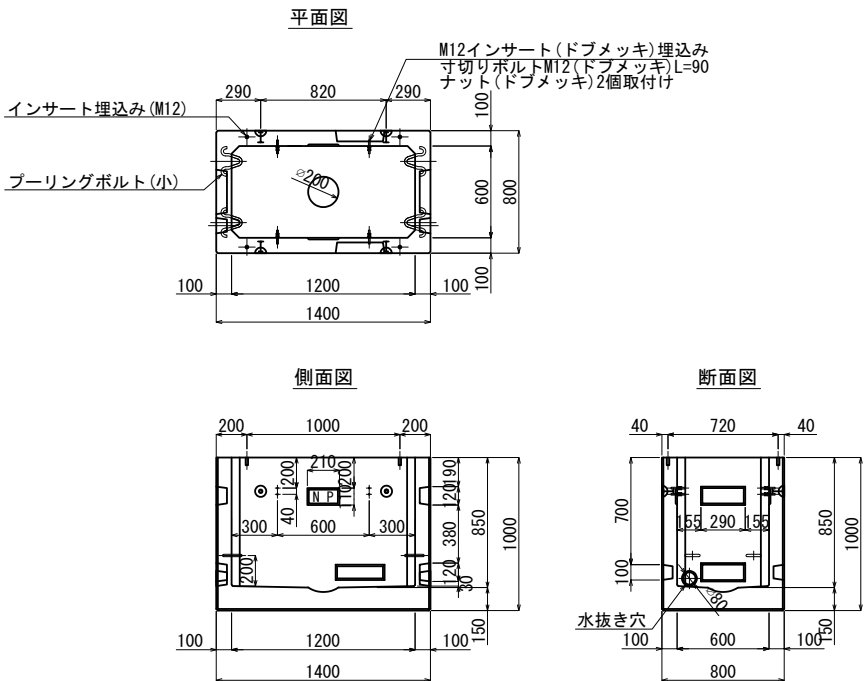 平面図
M12インサート(ドブメッキ)埋込み
寸切りボルトM12(ドブメッキ)L=90
ナット(ドブメッキ)2個取付け
290 820 290
100
インサート埋込み(M12)
プーリングボルト(小)
⌀200
600
800
100
100 1200 100
1400
側面図
断面図
200 1000 200
40 720 40
200
210
200
190
N P
110
120
40
300 600 300
380
850
1000
200
120
30
150
100 1200 100
1400
700
155 290 155
850
1000
100
⌀80
水抜き穴
150
100 600 100
800